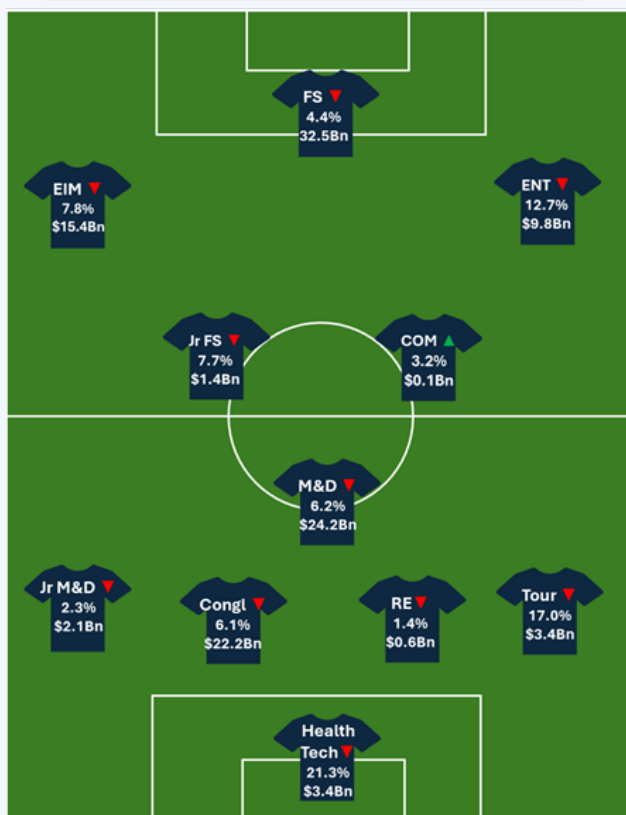 FS ▼
4.4%
32.5Bn
EIM ▼
7.8%
$15.4Bn
ENT ▼
12.7%
$9.8Bn
Jr FS ▼
7.7%
$1.4Bn
COM ▲
3.2%
$0.1Bn
M&D ▼
6.2%
$24.2Bn
Jr M&D ▼
2.3%
$2.1Bn
Congl ▼
6.1%
$22.2Bn
RE ▼
1.4%
$0.6Bn
Tour ▼
17.0%
$3.4Bn
Health
Tech ▼
21.3%
$3.4Bn